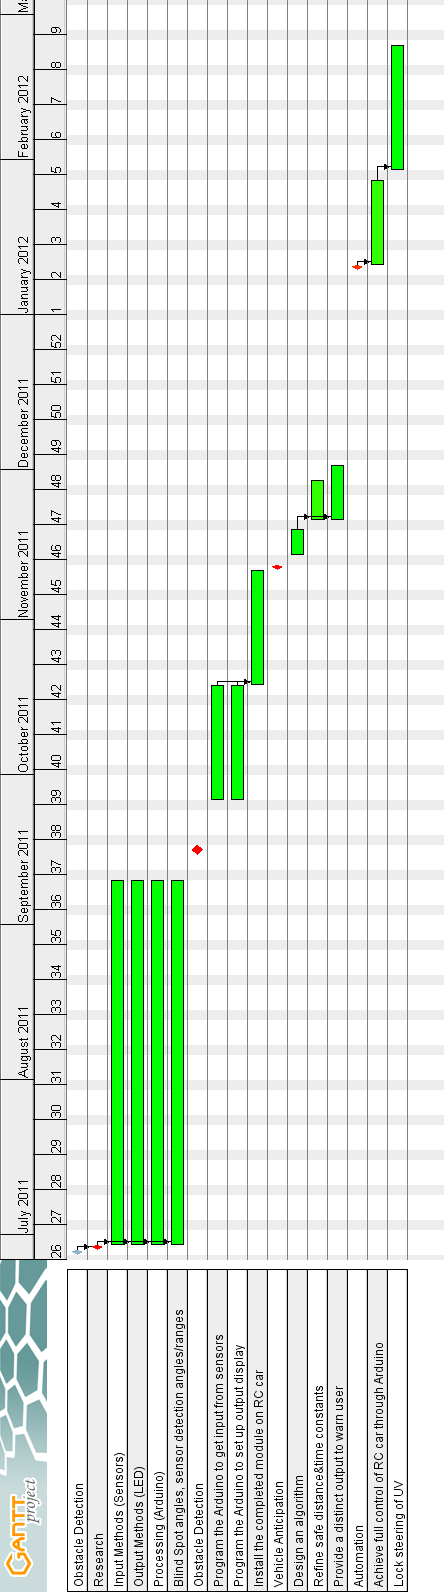 GANTT
project
July 2011
August 2011
September 2011
October 2011
November 2011
December 2011
January 2012
February 2012
Ma
26 27 28 29 30 31 32 33 34 35 36 37 38 39 40 41 42 43 44 45 46 47 48 49 50 51 52 1 2 3 4 5 6 7 8 9
Obstacle Detection
Research
Input Methods (Sensors)
Output Methods (LED)
Processing (Arduino)
Blind Spot angles, sensor detection angles/ranges
Obstacle Detection
Program the Arduino to get input from sensors
Program the Arduino to set up output display
Install the completed module on RC car
Vehicle Anticipation
Design an algorithm
Refine safe distance&time constants
Provide a distinct output to warn user
Automation
Achieve full control of RC car through Arduino
Lock steering of UV